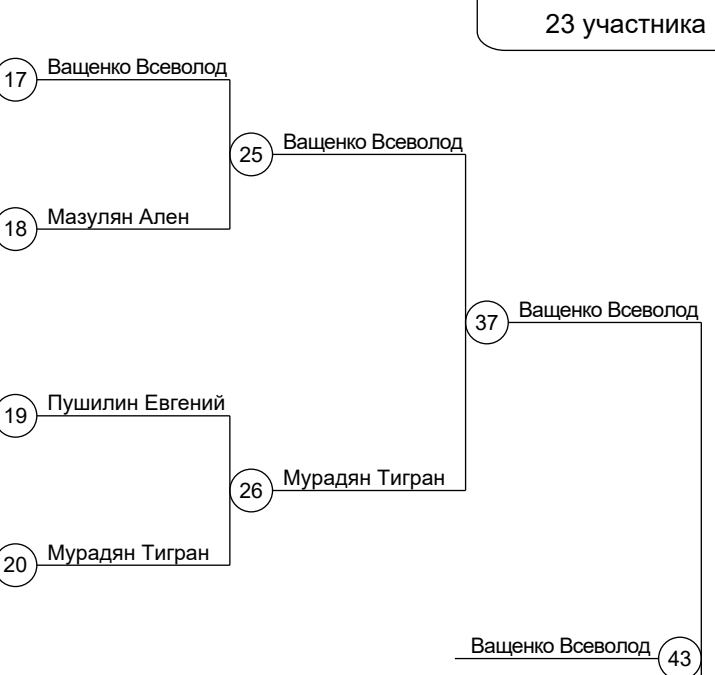 23 участника
17 Ващенко Всеволод
25 Ващенко Всеволод
18 Мазулян Ален
37 Ващенко Всеволод
19 Пушилин Евгений
26 Мурадян Тигран
20 Мурадян Тигран
Ващенко Всеволод 43